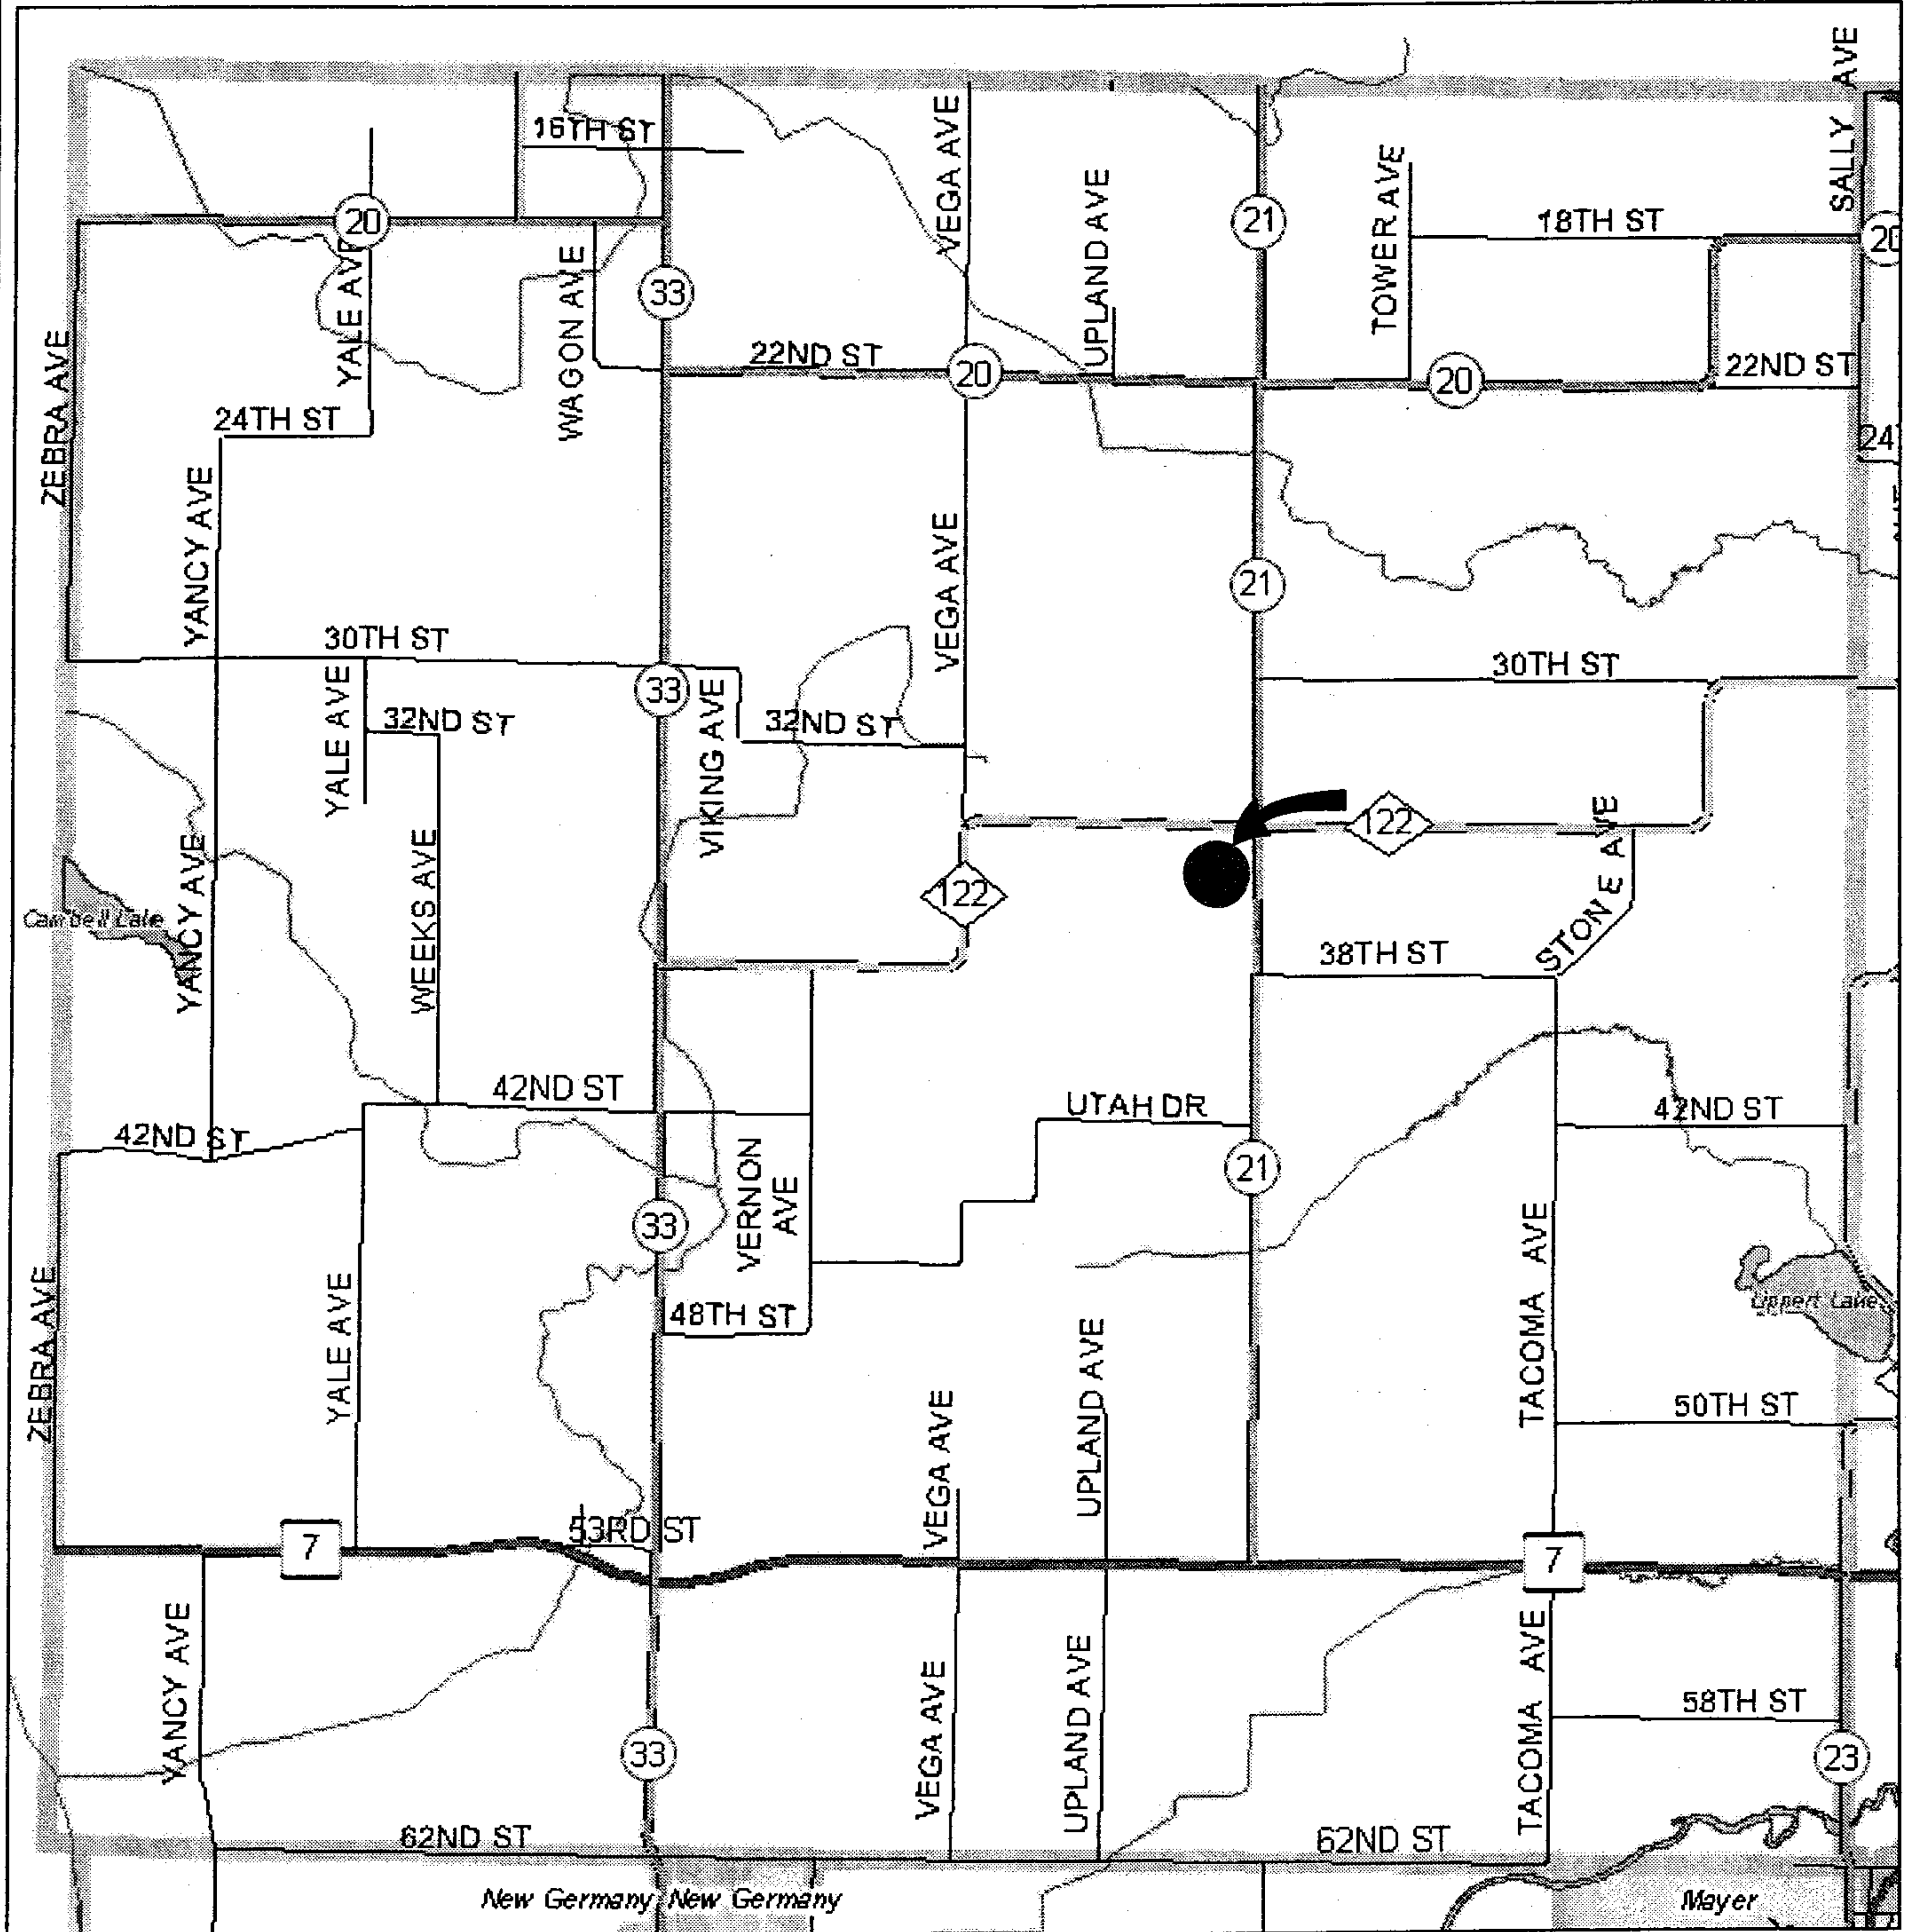 SALLY AVE
16TH ST
VEGA AVE
UPLAND AVE
21
TOWER AVE
18TH ST
20
20
YALE AVE
WAGON AVE
33
ZEBRA AVE
22ND ST
20
20
22ND ST
24TH ST
24
YANCY AVE
VEGA AVE
21
30TH ST
30TH ST
33
YALE AVE
32ND ST
VIKING AVE
32ND ST
122
STONE AVE
122
YANCY AVE
WEEKS AVE
Campbell Lake
38TH ST
42ND ST
UTAH DR
42ND ST
42ND ST
21
VERNON
AVE
33
ZEBRA AVE
YALE AVE
48TH ST
TACOMA AVE
Lippert Lake
UPLAND AVE
VEGA AVE
50TH ST
53RD ST
7
7
YANCY AVE
VEGA AVE
UPLAND AVE
TACOMA AVE
58TH ST
33
23
62ND ST
62ND ST
New Germany
New Germany
Mayer